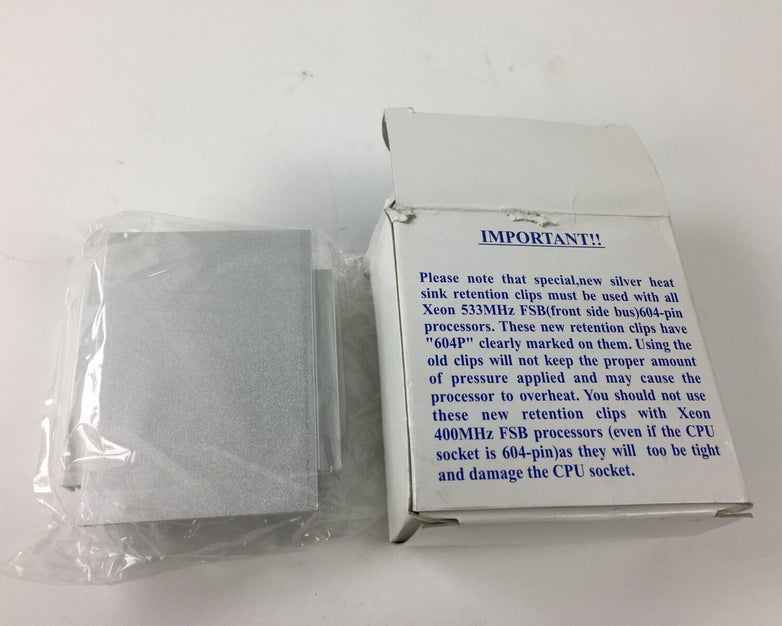 IMPORTANT!!
Please note that special,new silver heat
sink retention clips must be used with all
Xeon 533MHz FSB(front side bus)604-pin
processors. These new retention clips have
"604P" clearly marked on them. Using the
old clips will not keep the proper amount
of pressure applied and may cause the
processor to overheat. You should not use
these new retention clips with Xeon
400MHz FSB processors (even if the CPU
socket is 604-pin)as they will too be tight
and damage the CPU socket.